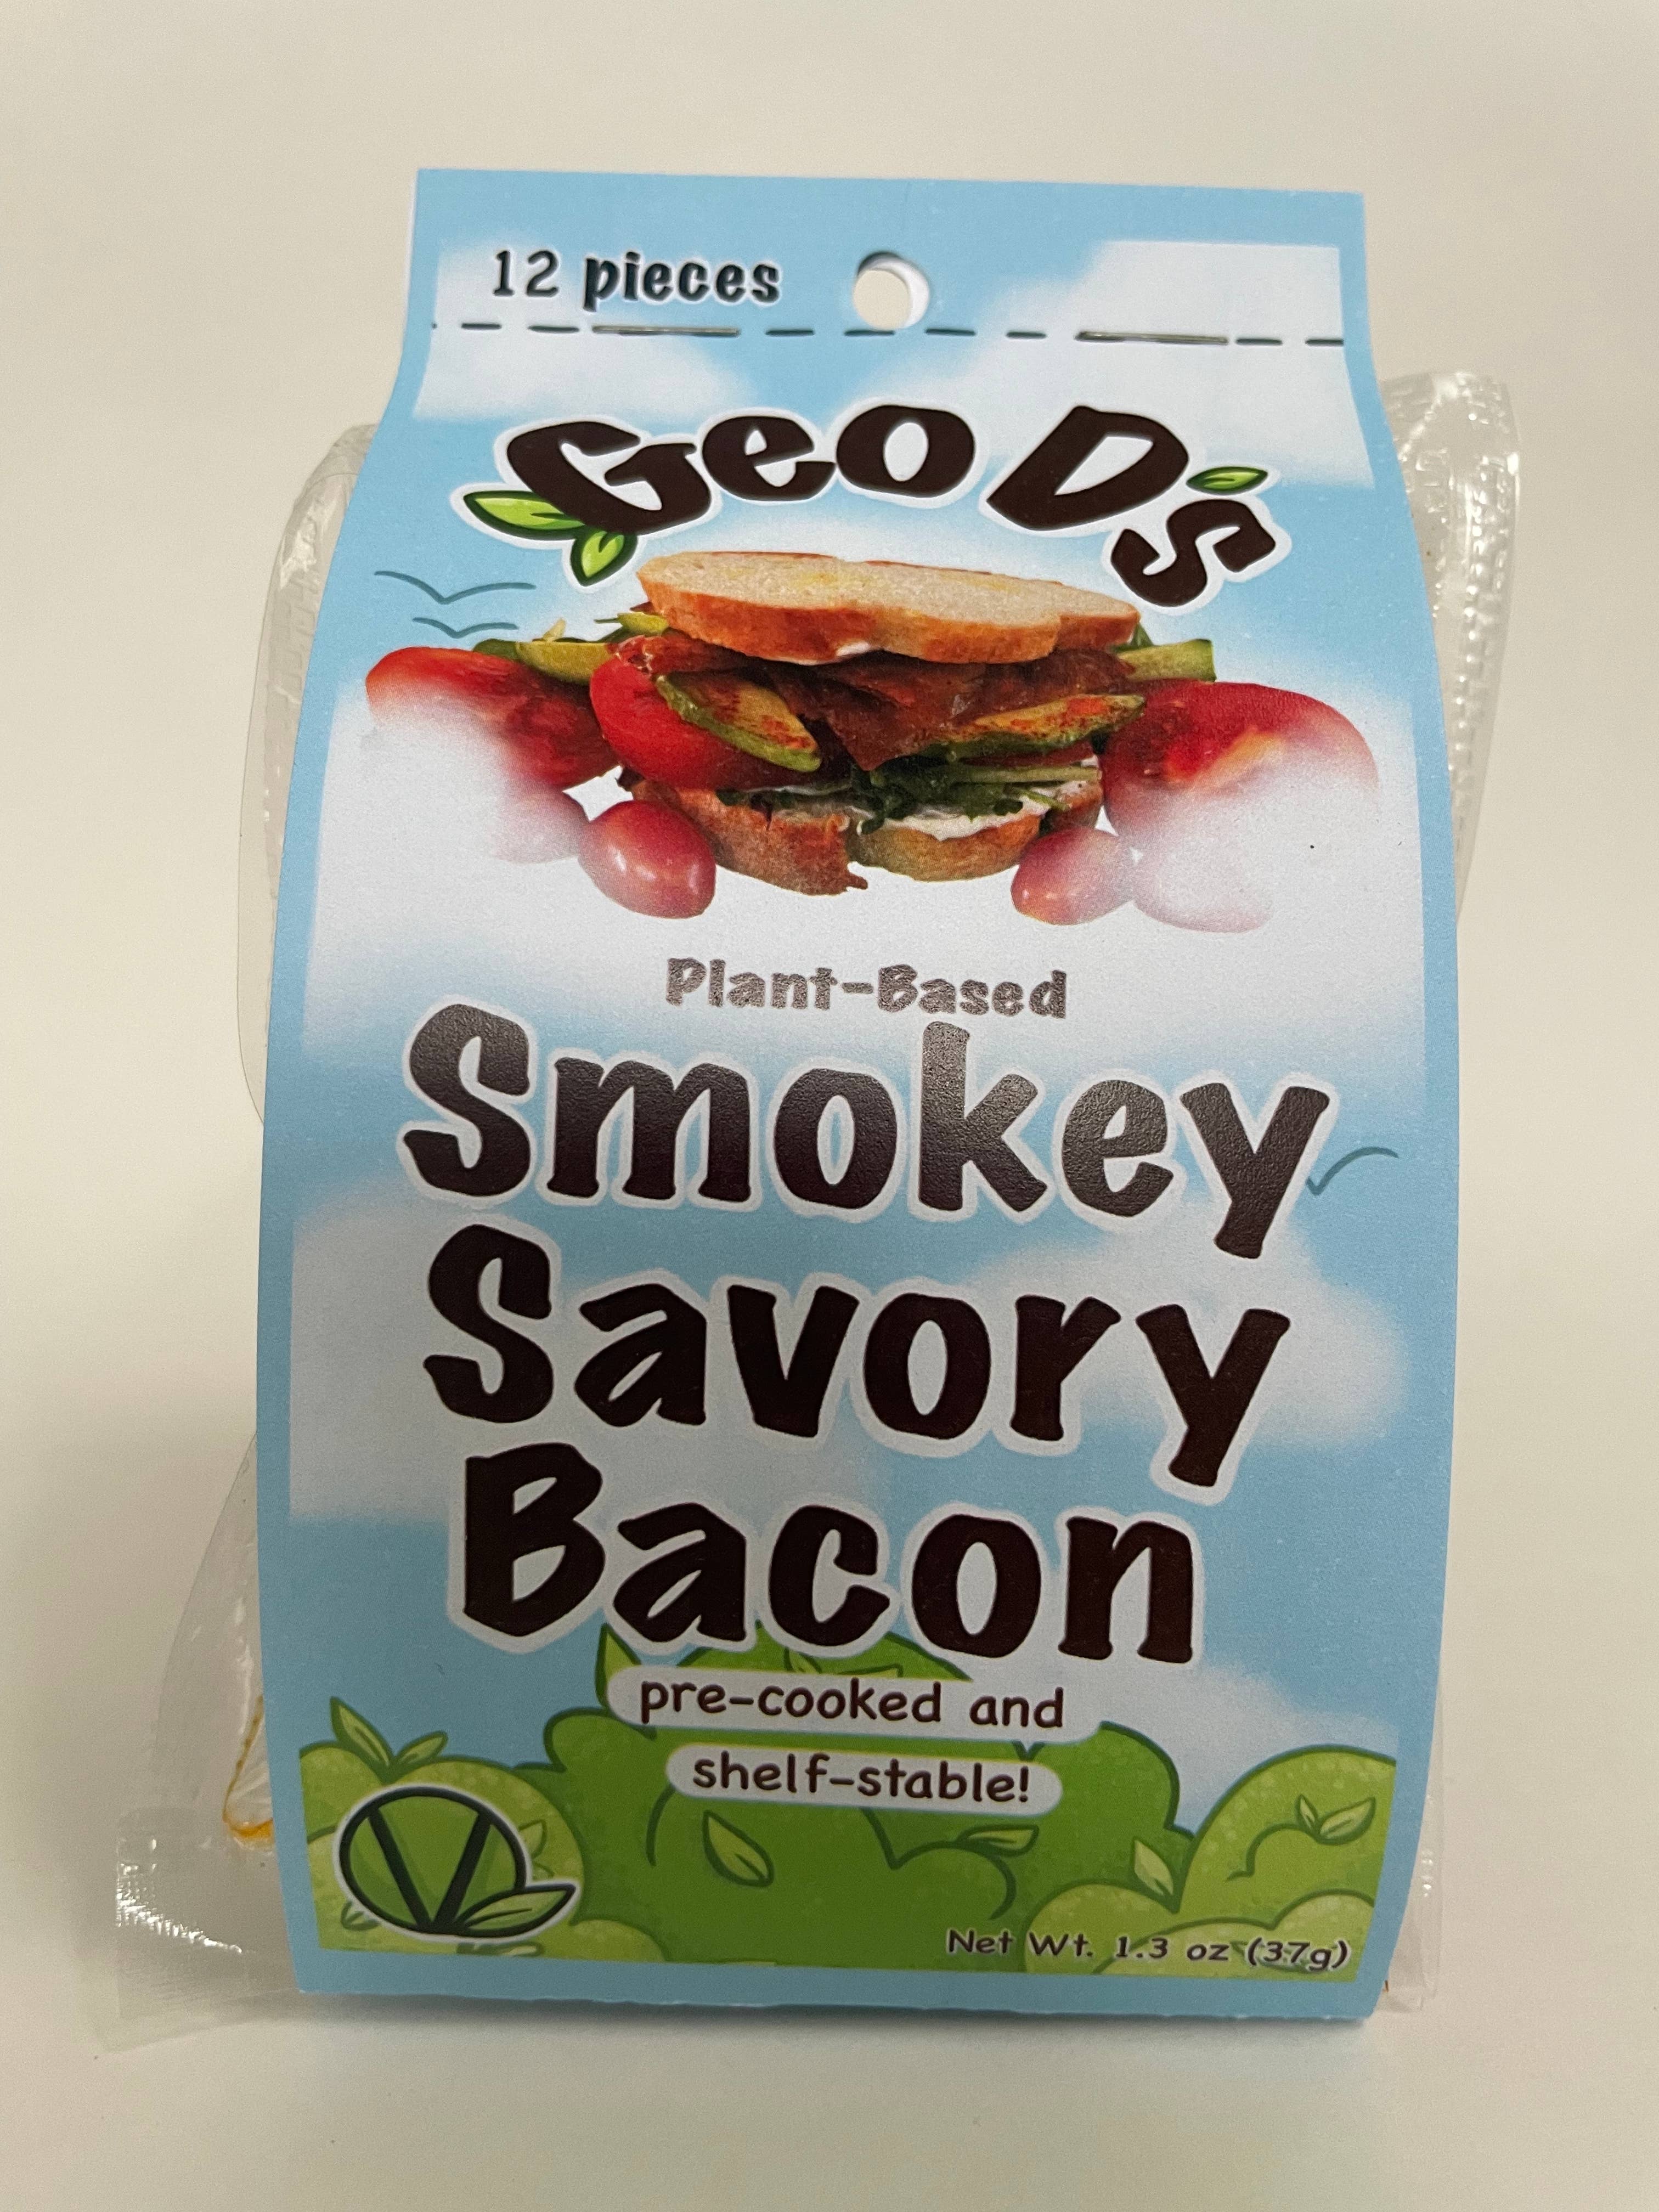 12 pieces
Geo D's
Plant-Based
Smokey
Savory
Bacon
pre-cooked and
shelf-stable!
V
Net Wt. 1.3 oz (37g)